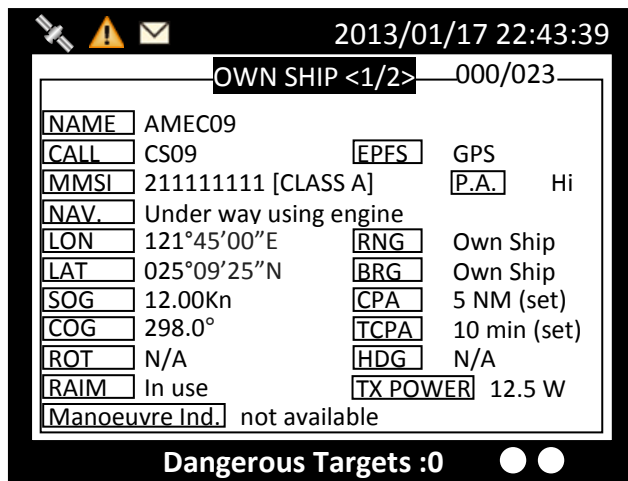 2013/01/17 22:43:39
OWN SHIP <1/2> 000/023
NAME AMEC09
CALL CS09 EPFS GPS
MMSI 211111111 [CLASS A] P.A. Hi
NAV. Under way using engine
LON 121°45’00”E RNG Own Ship
LAT 025°09’25”N BRG Own Ship
SOG 12.00Kn CPA 5 NM (set)
COG 298.0° TCPA 10 min (set)
ROT N/A HDG N/A
RAIM In use TX POWER 12.5 W
Manoeuvre Ind. not available
Dangerous Targets :0